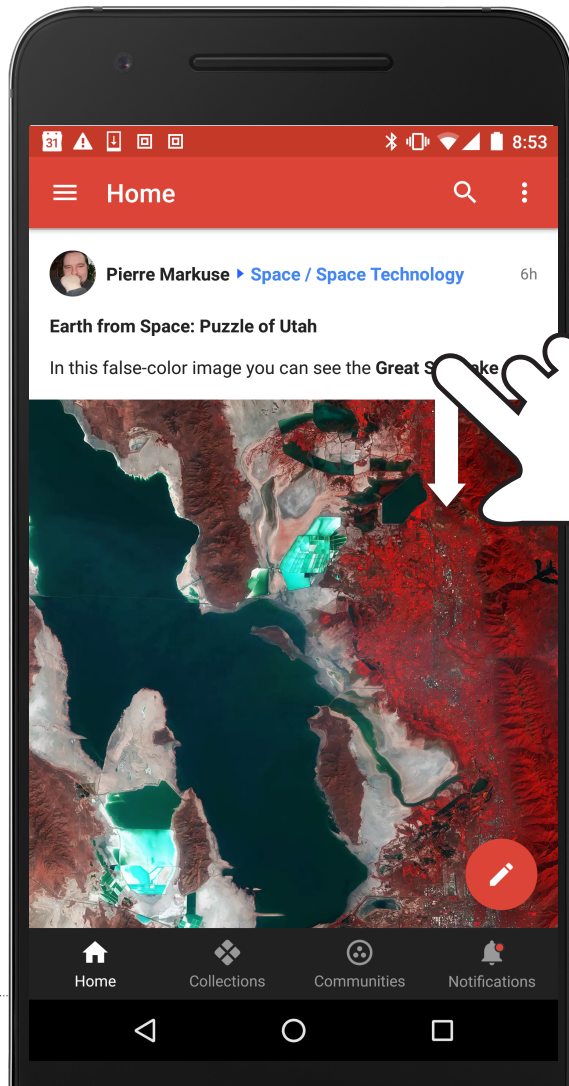 31 8:53
Home
Pierre Markuse Space / Space Technology 6h
Earth from Space: Puzzle of Utah
In this false-color image you can see the Great
Home Collections Communities Notifications